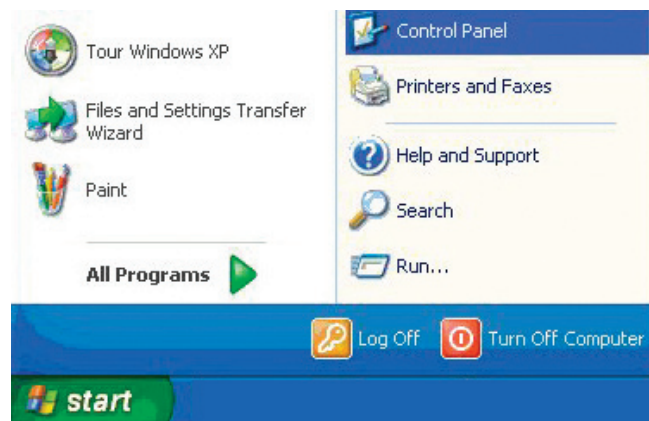 Tour Windows XP
Files and Settings Transfer
Wizard
Paint
All Programs
Control Panel
Printers and Faxes
Help and Support
Search
Run...
Log Off
Turn Off Computer
start